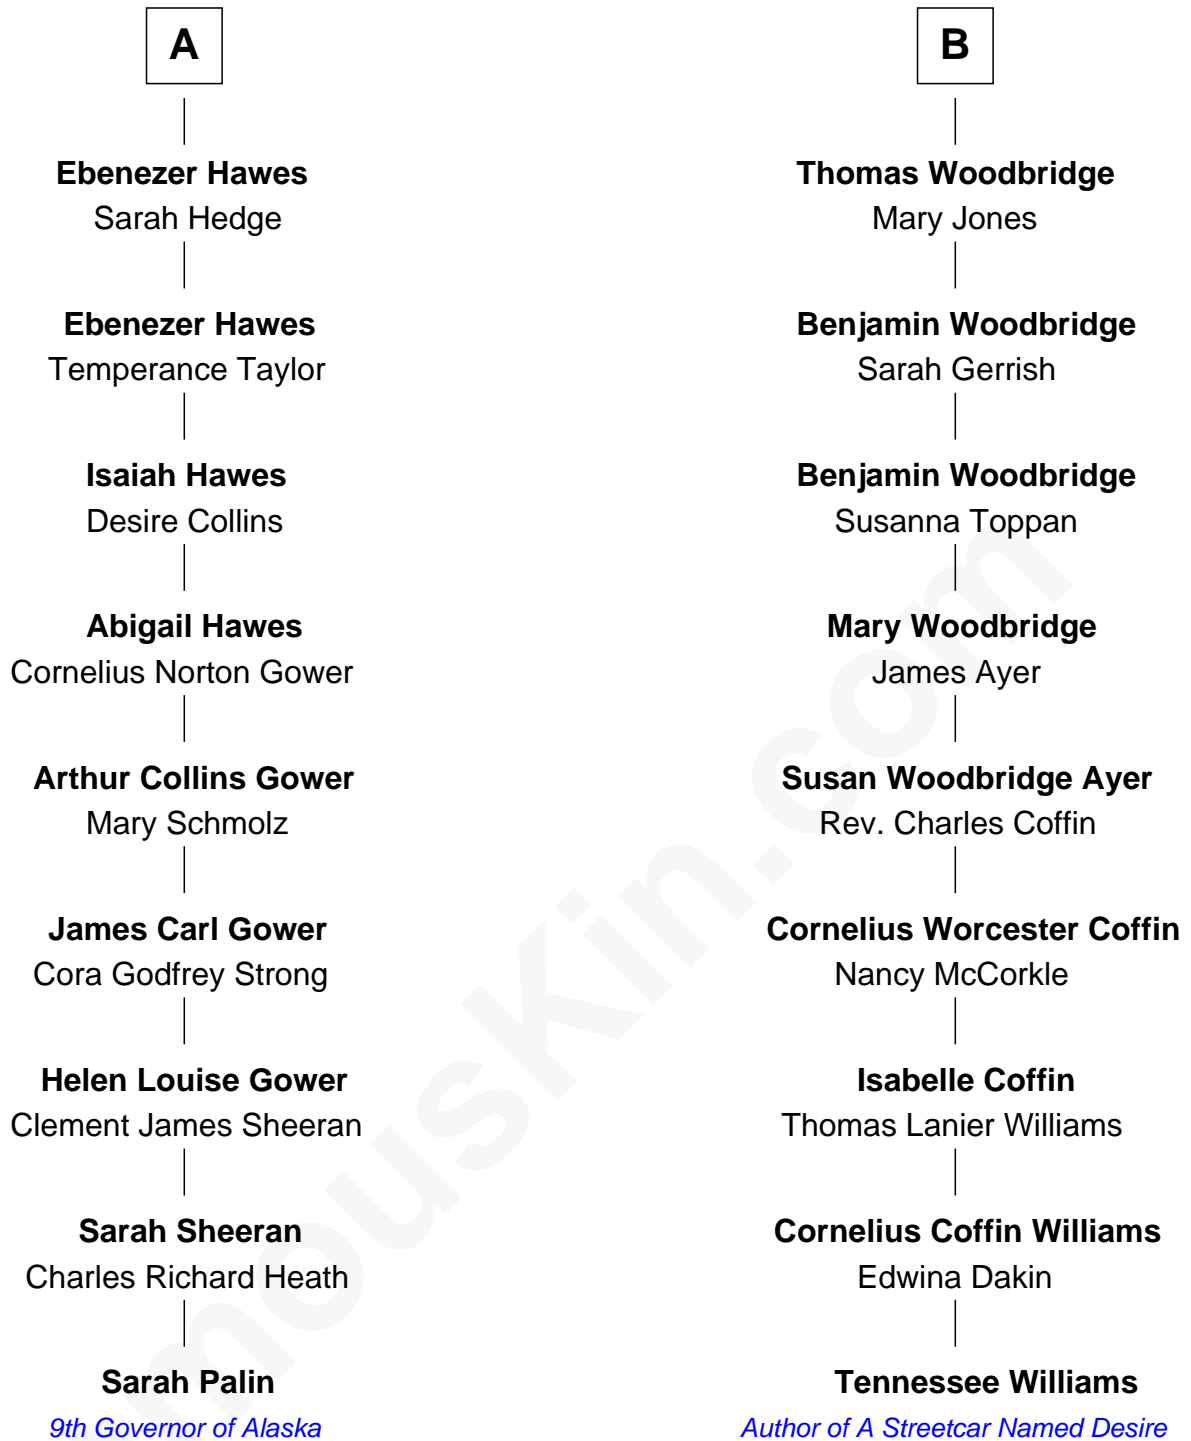 A
Ebenezer Hawes
Sarah Hedge
Ebenezer Hawes
Temperance Taylor
Isaiah Hawes
Desire Collins
Abigail Hawes
Cornelius Norton Gower
Arthur Collins Gower
Mary Schmolz
James Carl Gower
Cora Godfrey Strong
Helen Louise Gower
Clement James Sheeran
Sarah Sheeran
Charles Richard Heath
Sarah Palin
9th Governor of Alaska
B
Thomas Woodbridge
Mary Jones
Benjamin Woodbridge
Sarah Gerrish
Benjamin Woodbridge
Susanna Toppan
Mary Woodbridge
James Ayer
Susan Woodbridge Ayer
Rev. Charles Coffin
Cornelius Worcester Coffin
Nancy McCorkle
Isabelle Coffin
Thomas Lanier Williams
Cornelius Coffin Williams
Edwina Dakin
Tennessee Williams
Author of A Streetcar Named Desire
mousKin.com